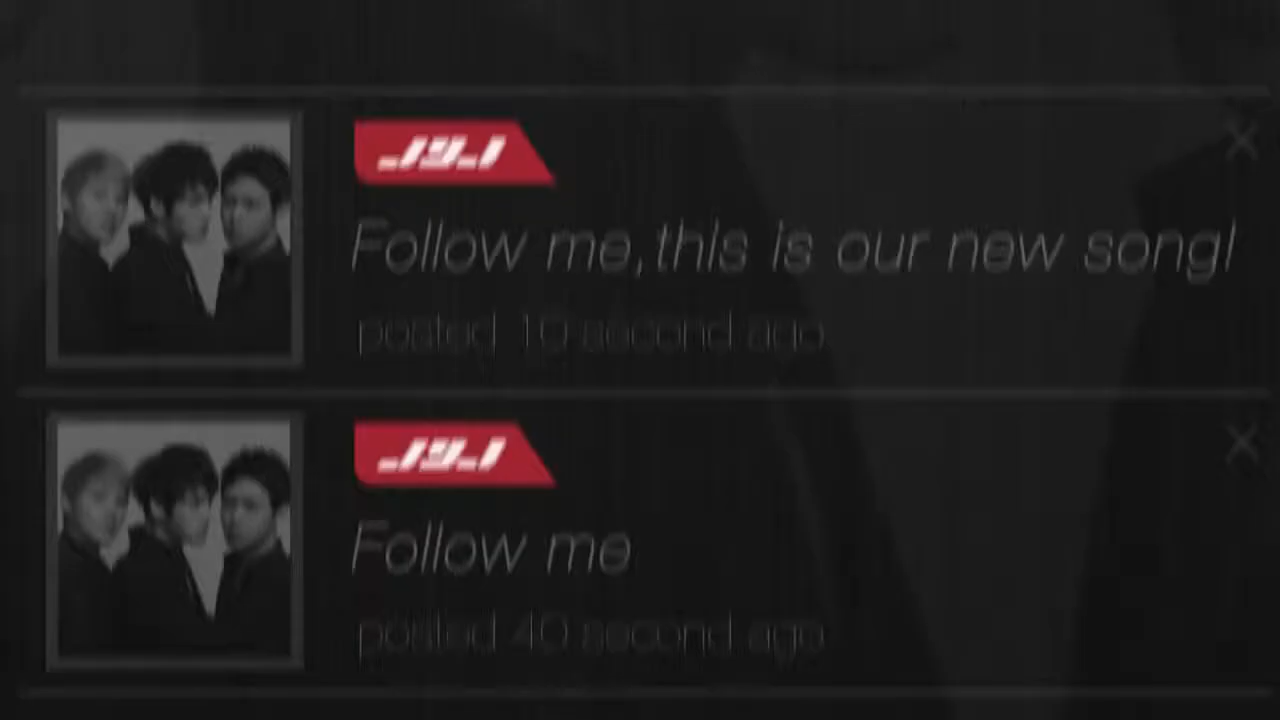 JYJ
Follow me, this is our new song!
posted 10 second ago
JYJ
Follow me
posted 40 second ago